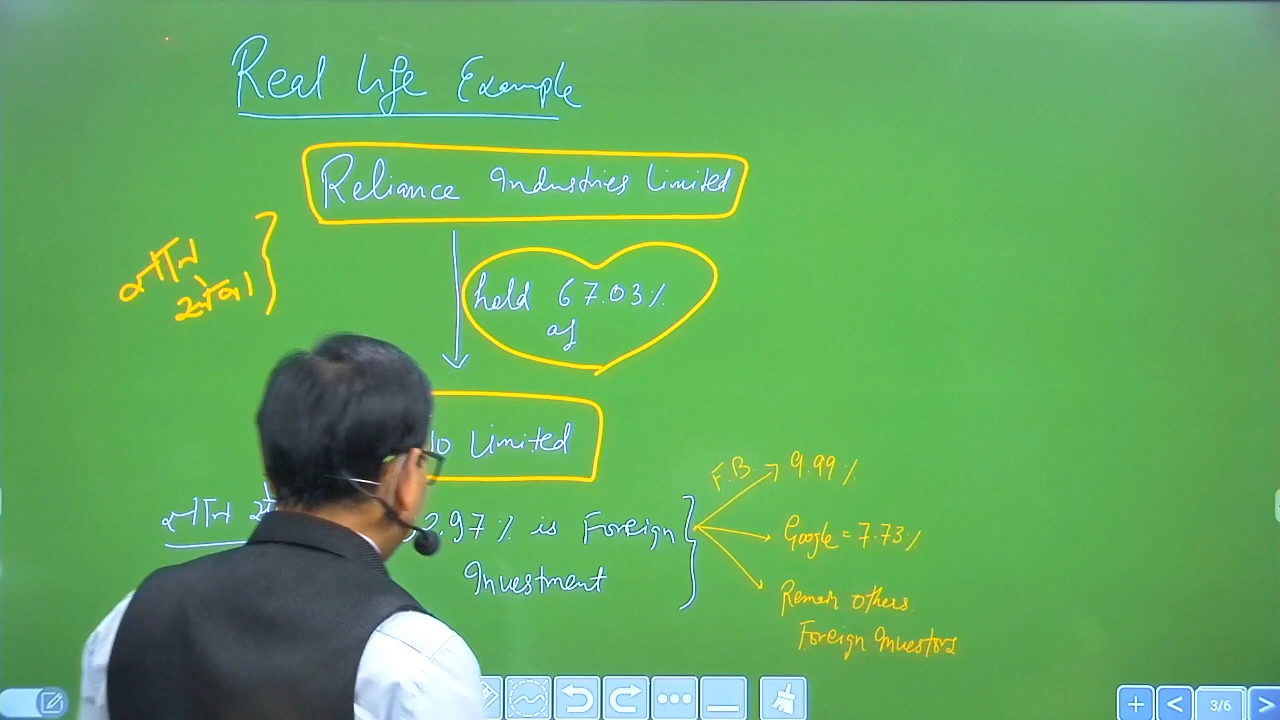 Real Life Example
Reliance Industries Limited
held 67.03%
of
Limited
.97% is Foreign
Investment
F.B. 9.99%
Google = 7.73%
Remain others
Foreign Investors
3/6